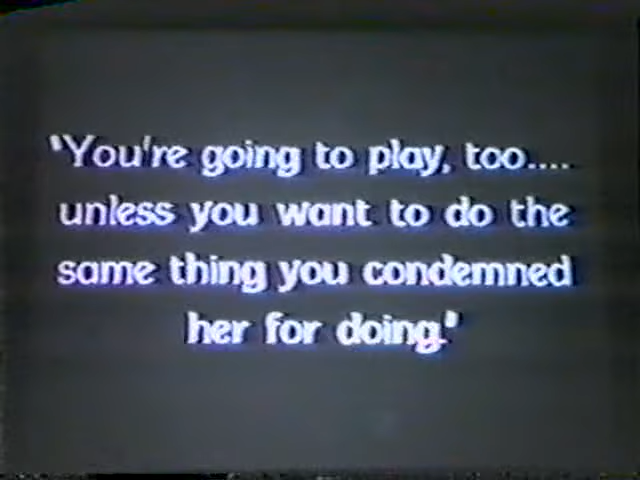 "You're going to play, too....
unless you want to do the
same thing you condemned
her for doing."